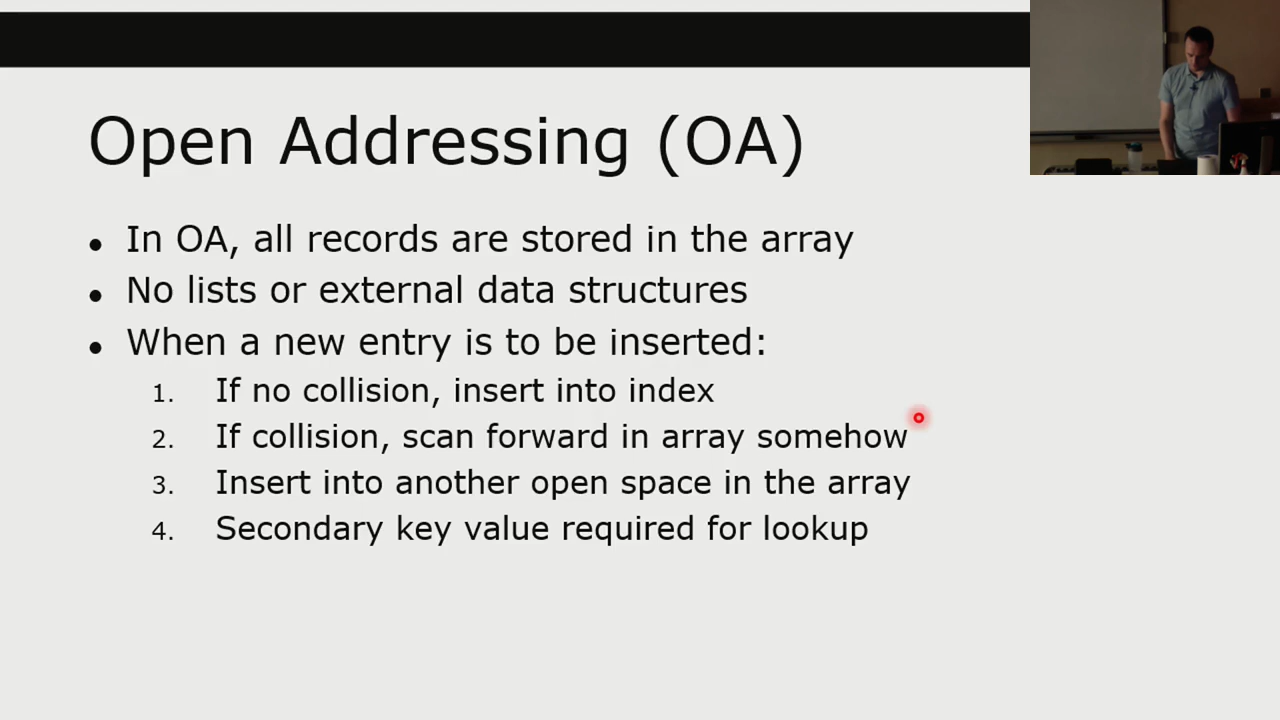 Open Addressing (OA)
• In OA, all records are stored in the array
• No lists or external data structures
• When a new entry is to be inserted:
1. If no collision, insert into index
2. If collision, scan forward in array somehow
3. Insert into another open space in the array
4. Secondary key value required for lookup